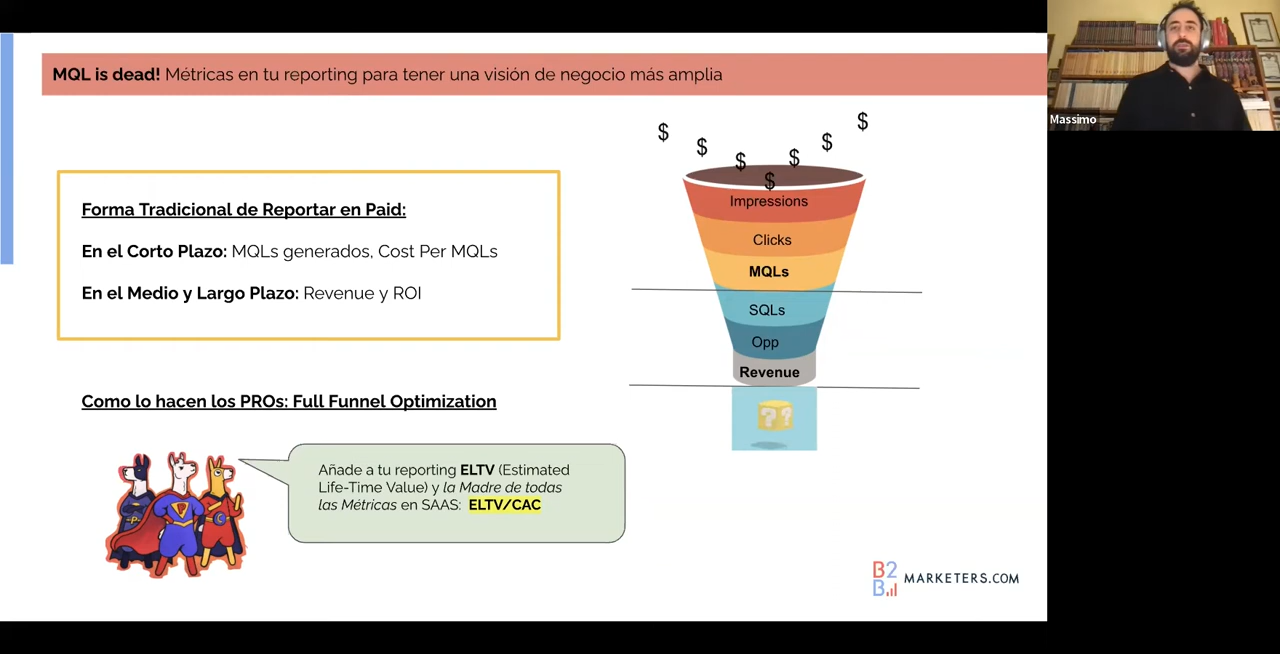 MQL is dead! Métricas en tu reporting para tener una visión de negocio más amplia
Massimo
Forma Tradicional de Reportar en Paid:
En el Corto Plazo: MQLs generados, Cost Per MQLs
En el Medio y Largo Plazo: Revenue y ROI
$ $ $ $ $ $ $
Impressions
Clicks
MQLs
SQLs
Opp
Revenue
? ?
Como lo hacen los PROs: Full Funnel Optimization
Añade a tu reporting ELTV (Estimated
Life-Time Value) y la Madre de todas
las Métricas en SAAS: ELTV/CAC
P P C
B2B MARKETERS.COM